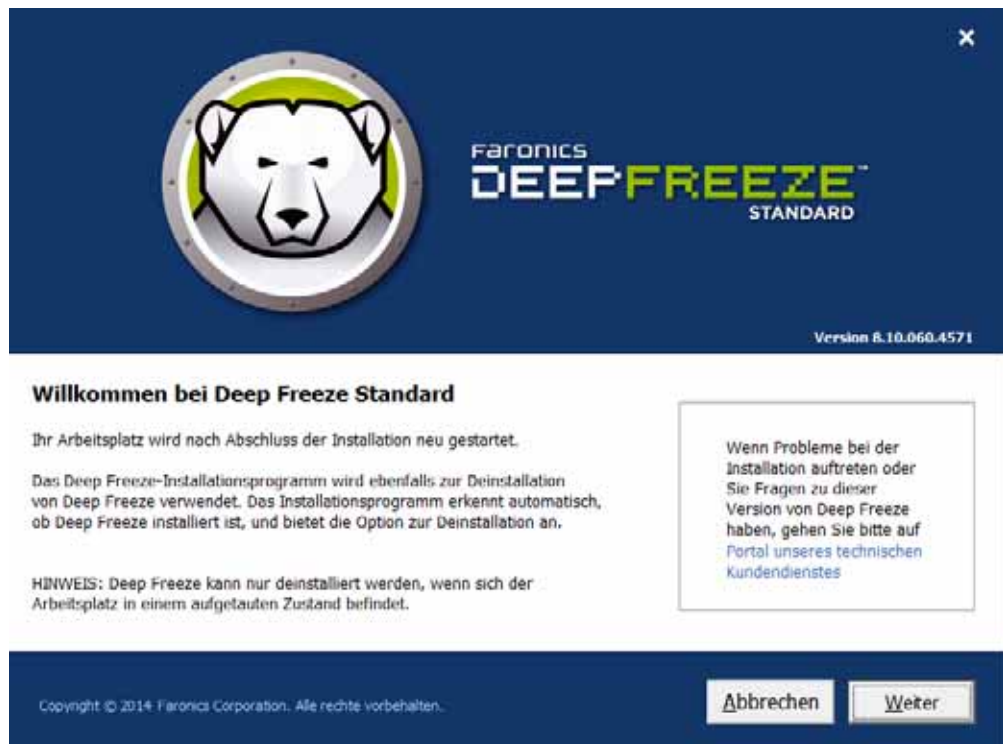 Faronics
DEEPFREEZE™
STANDARD
Version 8.10.060.4571
Willkommen bei Deep Freeze Standard
Ihr Arbeitsplatz wird nach Abschluss der Installation neu gestartet.
Das Deep Freeze-Installationsprogramm wird ebenfalls zur Deinstallation
von Deep Freeze verwendet. Das Installationsprogramm erkennt automatisch,
ob Deep Freeze installiert ist, und bietet die Option zur Deinstallation an.
HINWEIS: Deep Freeze kann nur deinstalliert werden, wenn sich der
Arbeitsplatz in einem aufgetauten Zustand befindet.
Wenn Probleme bei der
Installation auftreten oder
Sie Fragen zu dieser
Version von Deep Freeze
haben, gehen Sie bitte auf
Portal unseres technischen
Kundendienstes
Copyright © 2014 Faronics Corporation. Alle rechte vorbehalten.
Abbrechen
Weiter